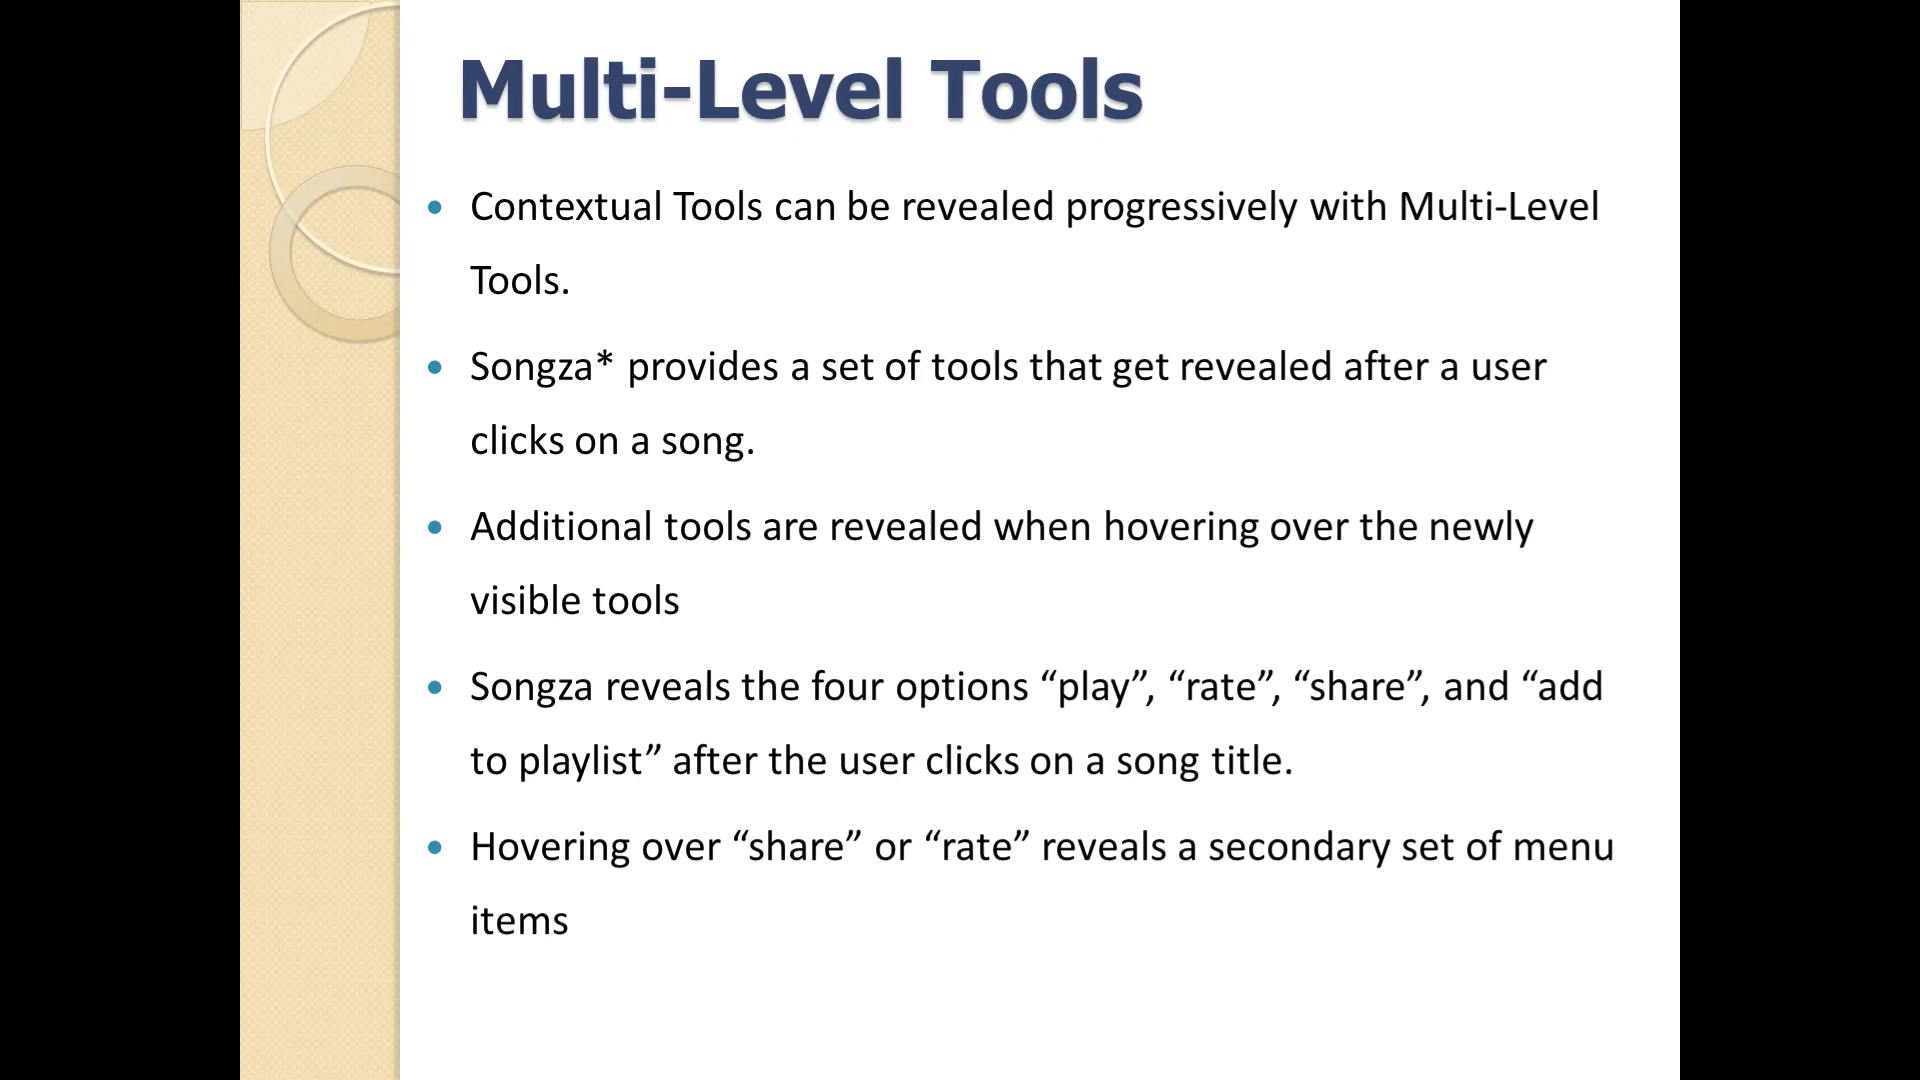 Multi-Level Tools
• Contextual Tools can be revealed progressively with Multi-Level
Tools.
• Songza* provides a set of tools that get revealed after a user
clicks on a song.
• Additional tools are revealed when hovering over the newly
visible tools
• Songza reveals the four options “play”, “rate”, “share”, and “add
to playlist” after the user clicks on a song title.
• Hovering over “share” or “rate” reveals a secondary set of menu
items